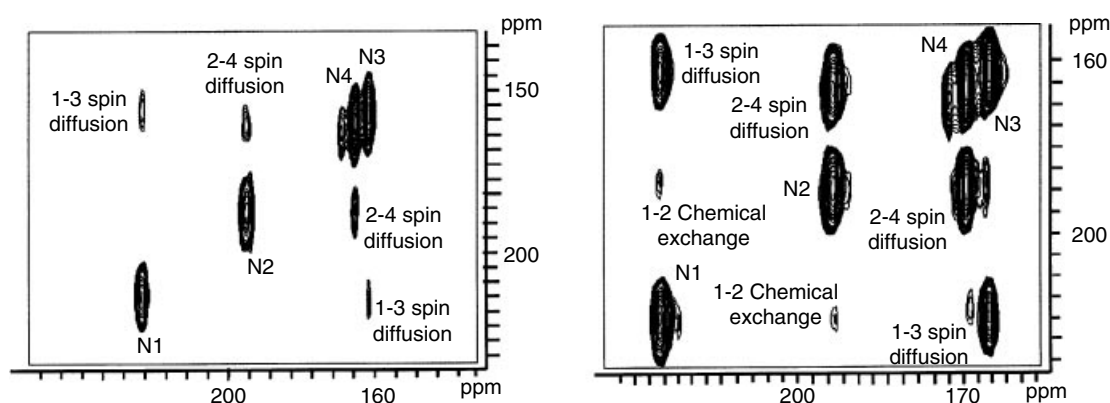 ppm
N3
2-4 spin
diffusion
N4
1-3 spin
diffusion
150
2-4 spin
diffusion
N2
200
1-3 spin
diffusion
N1
200
160
ppm
ppm
N4
1-3 spin
diffusion
160
2-4 spin
diffusion
N3
N2
1-2 Chemical
exchange
2-4 spin
diffusion
200
N1
1-2 Chemical
exchange
1-3 spin
diffusion
200
170
ppm